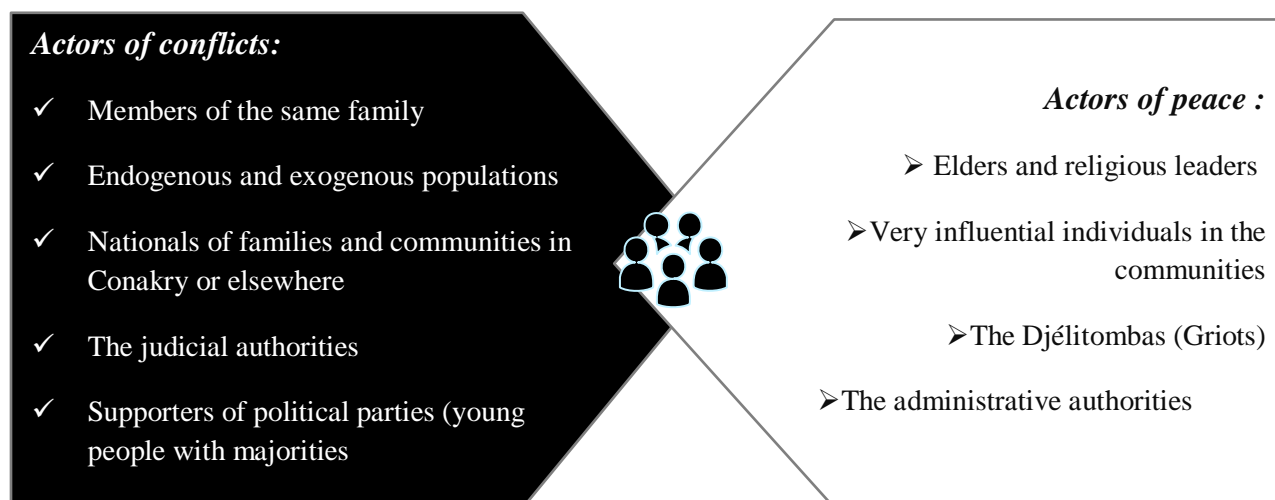 Actors of conflicts:
✓ Members of the same family
✓ Endogenous and exogenous populations
✓ Nationals of families and communities in
Conakry or elsewhere
✓ The judicial authorities
✓ Supporters of political parties (young
people with majorities
Actors of peace :
➢ Elders and religious leaders
➢Very influential individuals in the
communities
➢The Djélitombas (Griots)
➢The administrative authorities